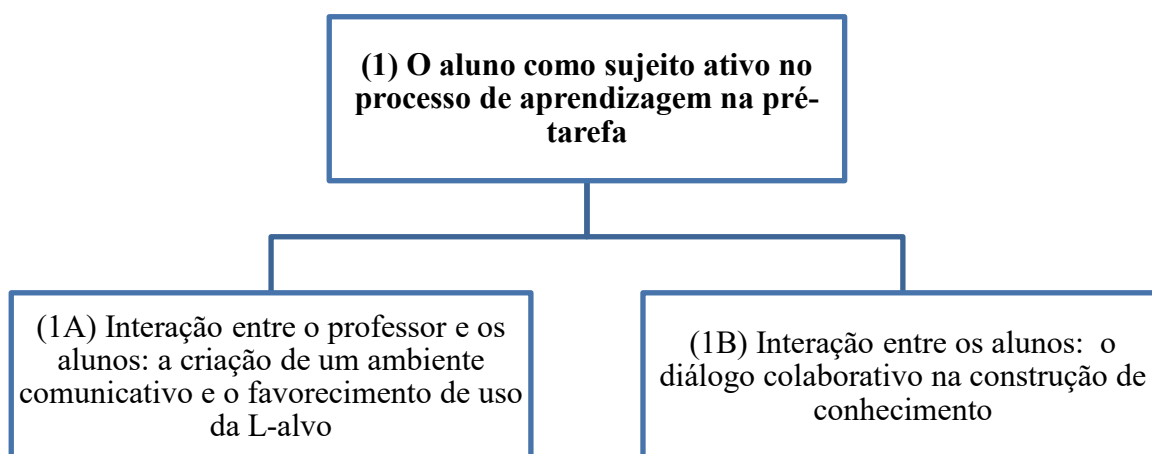 (1) O aluno como sujeito ativo no
processo de aprendizagem na pré-
tarefa
(1A) Interação entre o professor e os
alunos: a criação de um ambiente
comunicativo e o favorecimento de uso
da L-alvo
(1B) Interação entre os alunos:  o
diálogo colaborativo na construção de
conhecimento